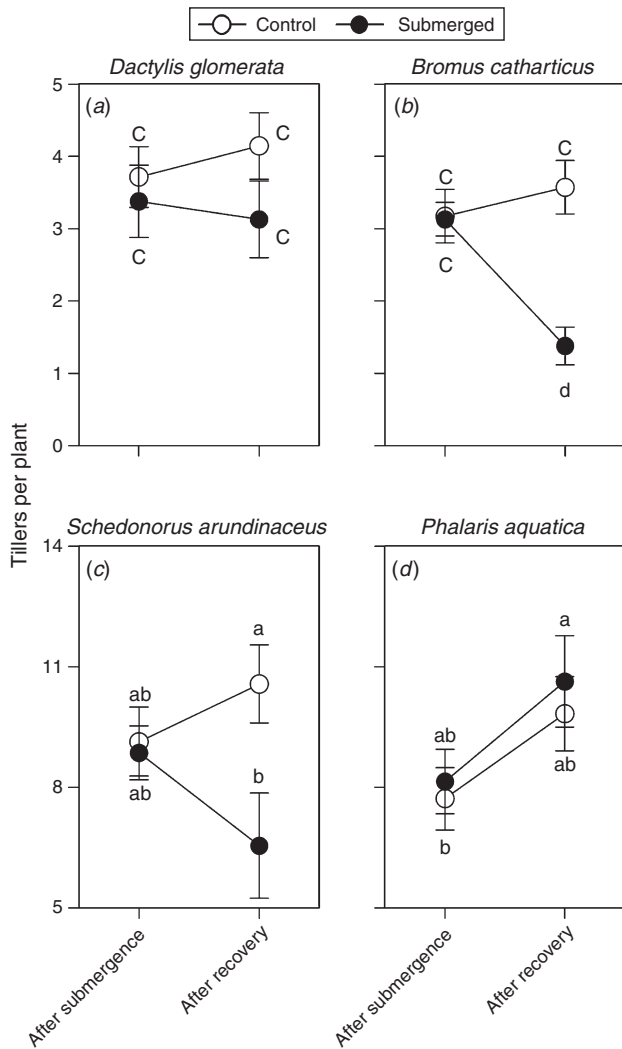 Control Submerged
Dactylis glomerata Bromus catharticus
5
4
3
2
1
0
(a)
C
C
C
C
(b)
C
C
C
d
Tillers per plant
Schedonorus arundinaceus Phalaris aquatica
14
11
8
5
(c)
ab
a
ab
b
(d)
ab
a
b
ab
After submergence
After recovery
After submergence
After recovery